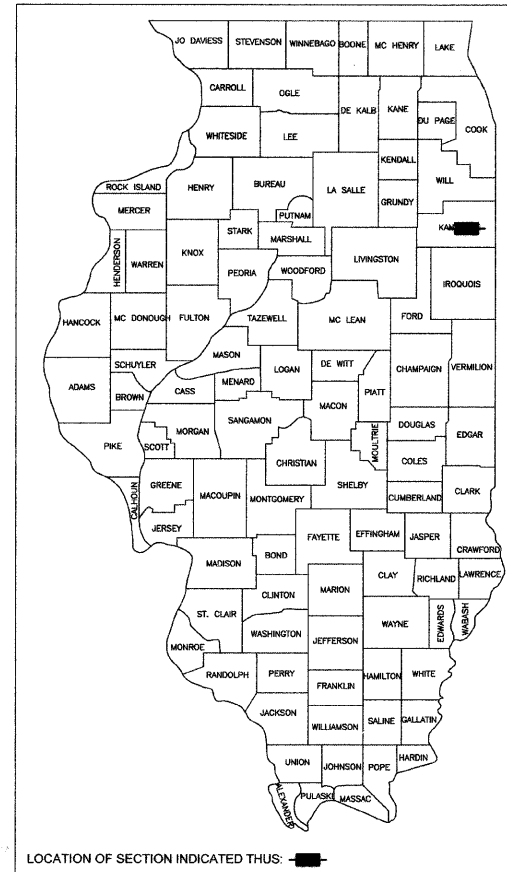 JO DAVIESS STEVENSON WINNEBAGO BOONE MC HENRY LAKE
CARROLL OGLE DE KALB KANE DU PAGE COOK
WHITESIDE LEE KENDALL WILL
ROCK ISLAND HENRY BUREAU LA SALLE GRUNDY
MERCER PUTNAM
HENDERSON WARREN KNOX STARK MARSHALL LIVINGSTON
PEORIA WOODFORD IROQUOIS
HANCOCK MC DONOUGH FULTON TAZEWELL MC LEAN FORD
SCHUYLER MASON LOGAN DE WITT CHAMPAIGN VERMILION
ADAMS BROWN CASS MENARD MACON PIATT
PIKE SCOTT MORGAN SANGAMON MOULTRIE DOUGLAS EDGAR
CHRISTIAN COLES
CALHOUN GREENE MACOUPIN MONTGOMERY SHELBY CUMBERLAND CLARK
JERSEY FAYETTE EFFINGHAM JASPER CRAWFORD
MADISON BOND CLAY RICHLAND LAWRENCE
CLINTON MARION
ST. CLAIR WASHINGTON JEFFERSON WAYNE EDWARDS WABASH
MONROE
RANDOLPH PERRY FRANKLIN HAMILTON WHITE
JACKSON WILLIAMSON SALINE GALLATIN
UNION JOHNSON POPE HARDIN
ALEXANDER PULASKI MASSAC
LOCATION OF SECTION INDICATED THUS: